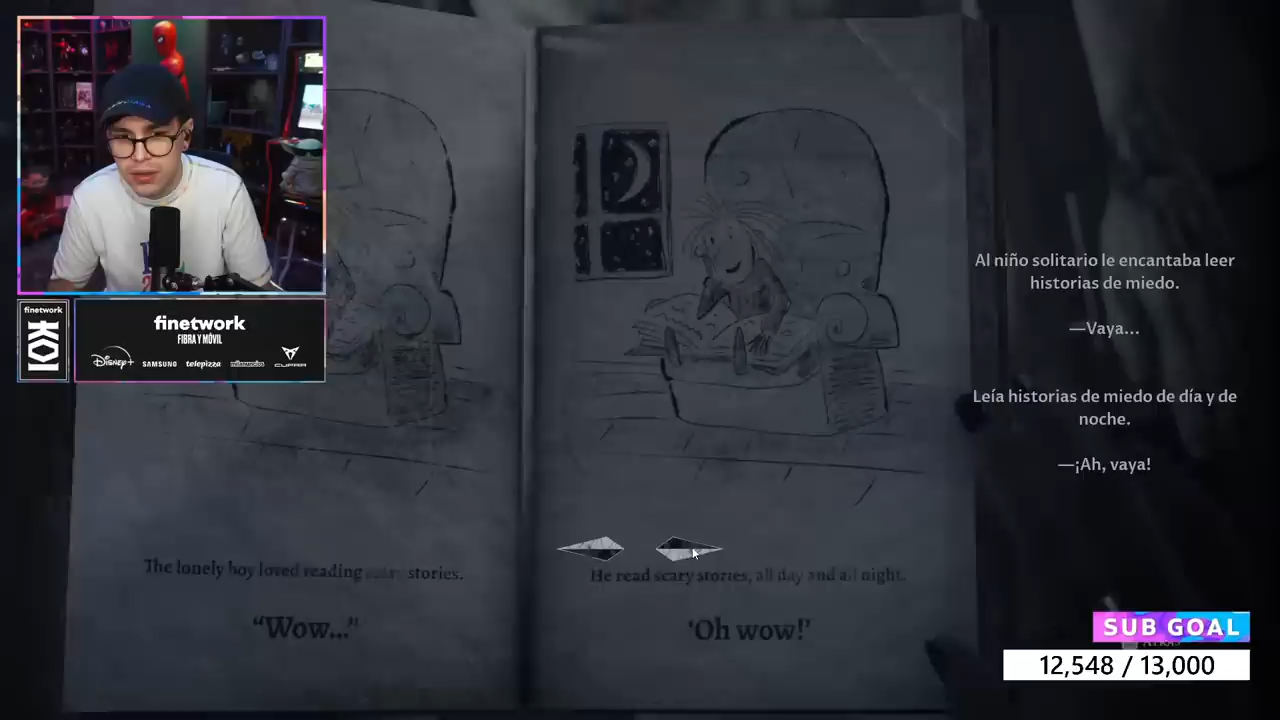 finetwork
KOI
finetwork
FIBRA Y MÓVIL
Disney+
SAMSUNG
telepizza
CUPRA
The lonely boy loved reading scary stories.
"Wow..."
He read scary stories, all day and all night.
'Oh wow!'
Al niño solitario le encantaba leer
historias de miedo.
—Vaya...
Leía historias de miedo de día y de
noche.
—¡Ah, vaya!
SUB GOAL
12,548 / 13,000